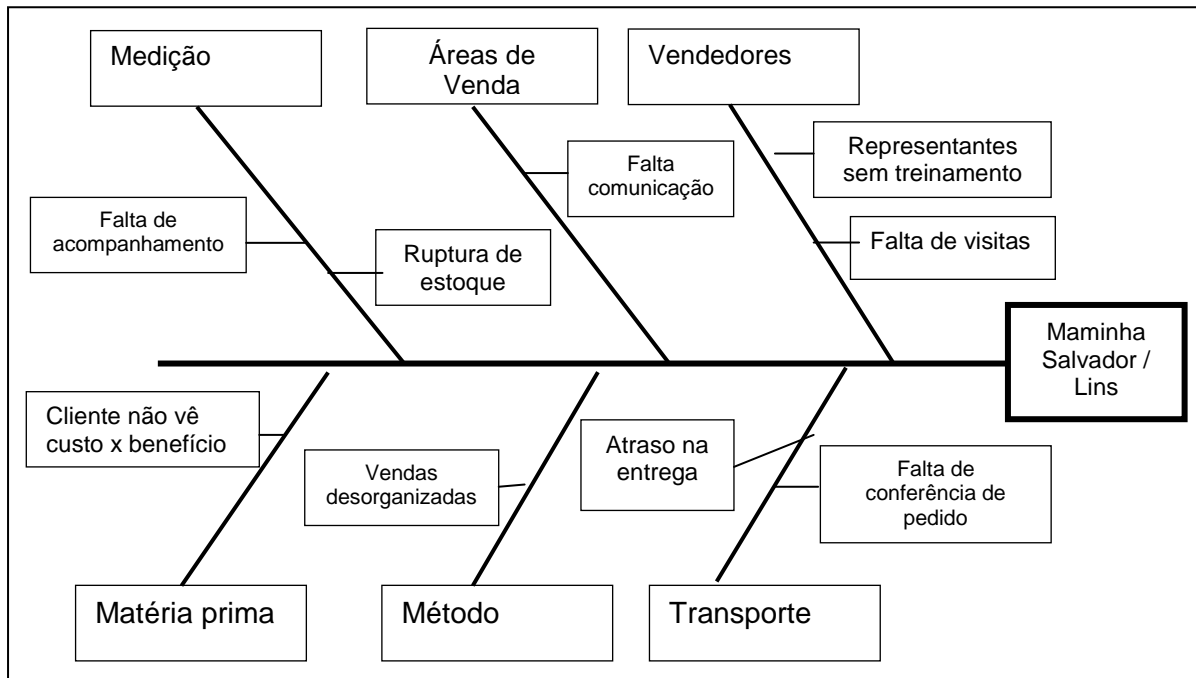 Medição
Áreas de
Venda
Vendedores
Representantes
sem treinamento
Falta
comunicação
Falta de
acompanhamento
Ruptura de
estoque
Falta de visitas
Maminha
Salvador /
Lins
Cliente não vê
custo x benefício
Vendas
desorganizadas
Atraso na
entrega
Falta de
conferência de
pedido
Matéria prima
Método
Transporte